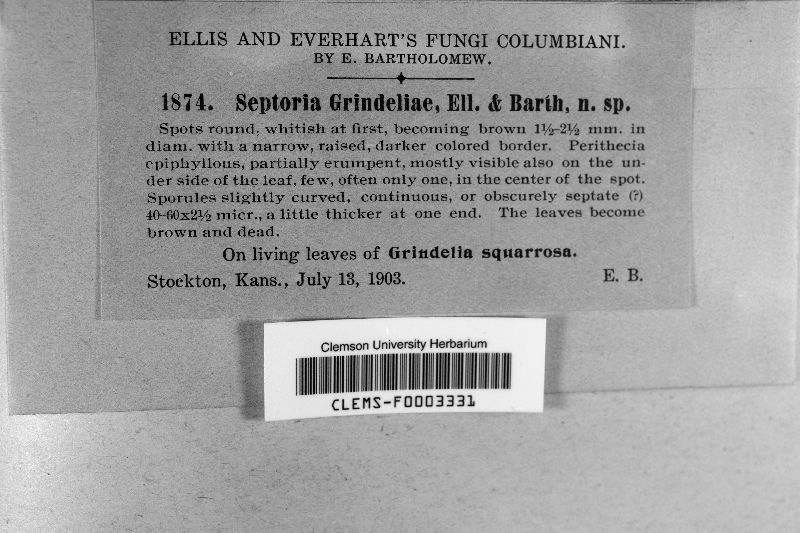 ELLIS AND EVERHART'S FUNGI COLUMBIANI.
BY E. BARTHOLOMEW.
1874. Septoria Grindeliae, Ell. & Barth, n. sp.
Spots round, whitish at first, becoming brown 1½-2½ mm. in
diam. with a narrow, raised, darker colored border. Perithecia
epiphyllous, partially erumpent, mostly visible also on the un-
der side of the leaf, few, often only one, in the center of the spot.
Sporules slightly curved, continuous, or obscurely septate (?)
40-60x2½ micr., a little thicker at one end. The leaves become
brown and dead.
On living leaves of Grindelia squarrosa.
Stockton, Kans., July 13, 1903. E. B.
Clemson University Herbarium
CLEMS-F0003331